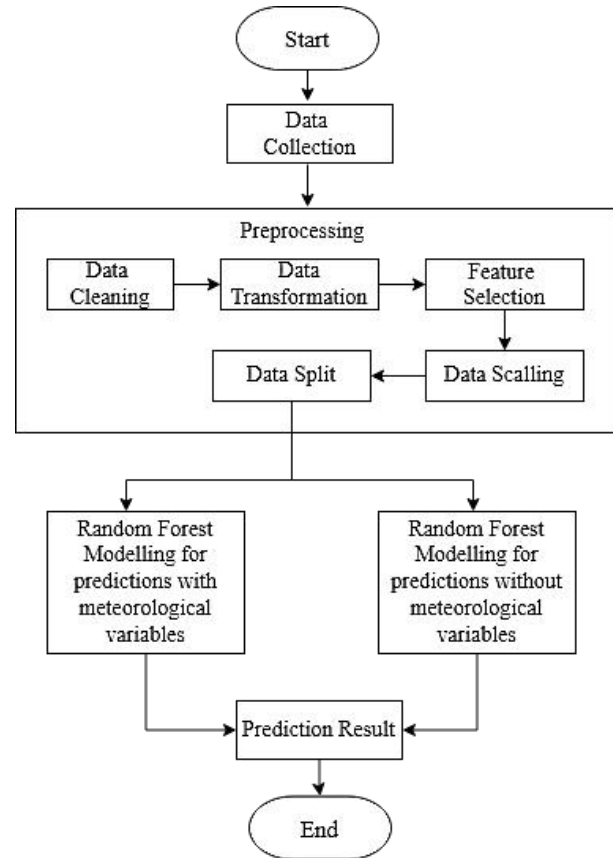 Start
Data
Collection
Preprocessing
Data
Cleaning
Data
Transformation
Feature
Selection
Data Scalling
Data Split
Random Forest
Modelling for
predictions with
meteorological
variables
Random Forest
Modelling for
predictions without
meteorological
variables
Prediction Result
End